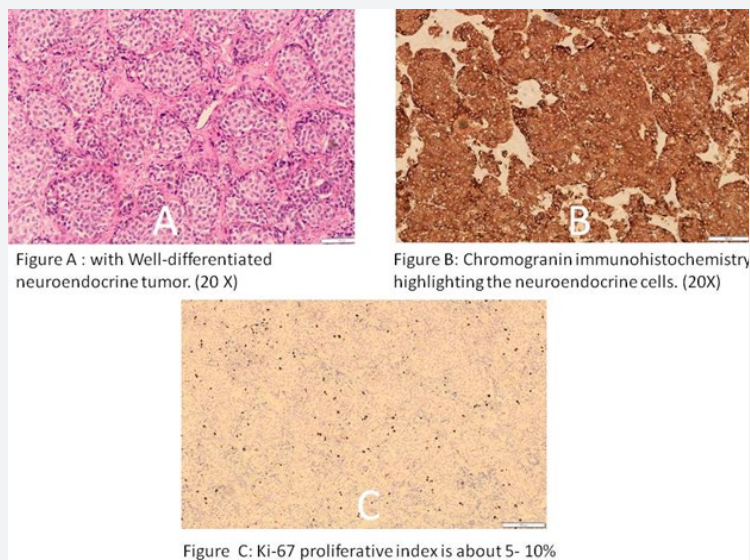 A
B
Figure A : with Well-differentiated
neuroendocrine tumor. (20 X)
Figure B: Chromogranin immunohistochemistry
highlighting the neuroendocrine cells. (20X)
C
Figure C: Ki-67 proliferative index is about 5- 10%